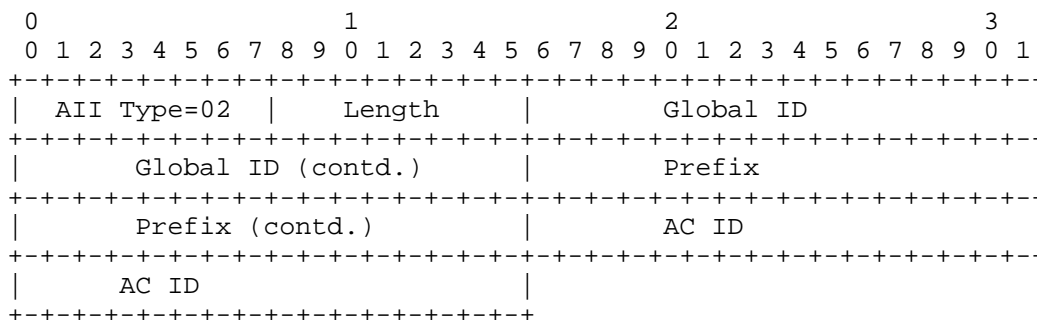 0                   1                   2                   3
 0 1 2 3 4 5 6 7 8 9 0 1 2 3 4 5 6 7 8 9 0 1 2 3 4 5 6 7 8 9 0 1
+-+-+-+-+-+-+-+-+-+-+-+-+-+-+-+-+-+-+-+-+-+-+-+-+-+-+-+-+-+-+-+--
|  AII Type=02  |    Length     |        Global ID
+-+-+-+-+-+-+-+-+-+-+-+-+-+-+-+-+-+-+-+-+-+-+-+-+-+-+-+-+-+-+-+--
|       Global ID (contd.)      |        Prefix
+-+-+-+-+-+-+-+-+-+-+-+-+-+-+-+-+-+-+-+-+-+-+-+-+-+-+-+-+-+-+-+--
|       Prefix (contd.)         |        AC ID
+-+-+-+-+-+-+-+-+-+-+-+-+-+-+-+-+-+-+-+-+-+-+-+-+-+-+-+-+-+-+-+--
|      AC ID                    |
+-+-+-+-+-+-+-+-+-+-+-+-+-+-+-+-+